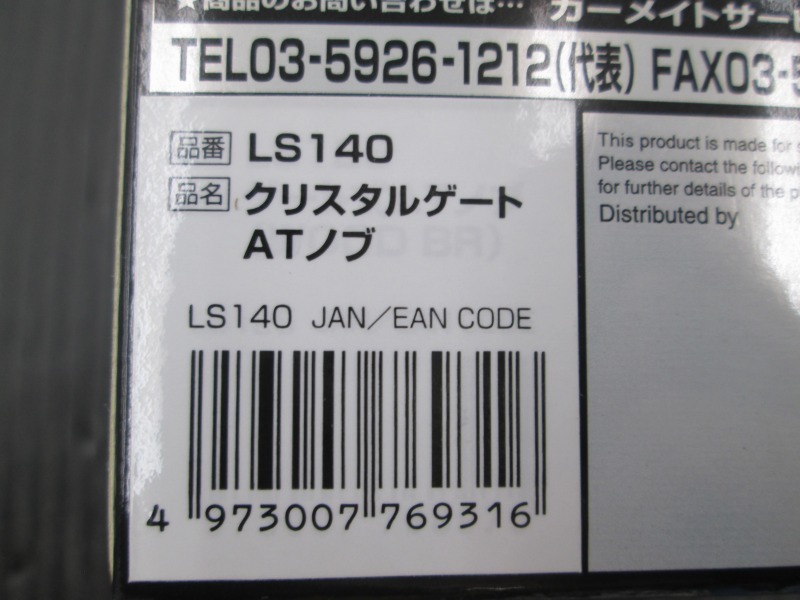 ★商品のお問い合わせは… カーメイトサービ
TEL03-5926-1212(代表) FAX03-5
品番 LS140
品名 クリスタルゲート
ATノブ
LS140 JAN/EAN CODE
4 973007 769316
This product is made for s
Please contact the follow
for further details of the p
Distributed by